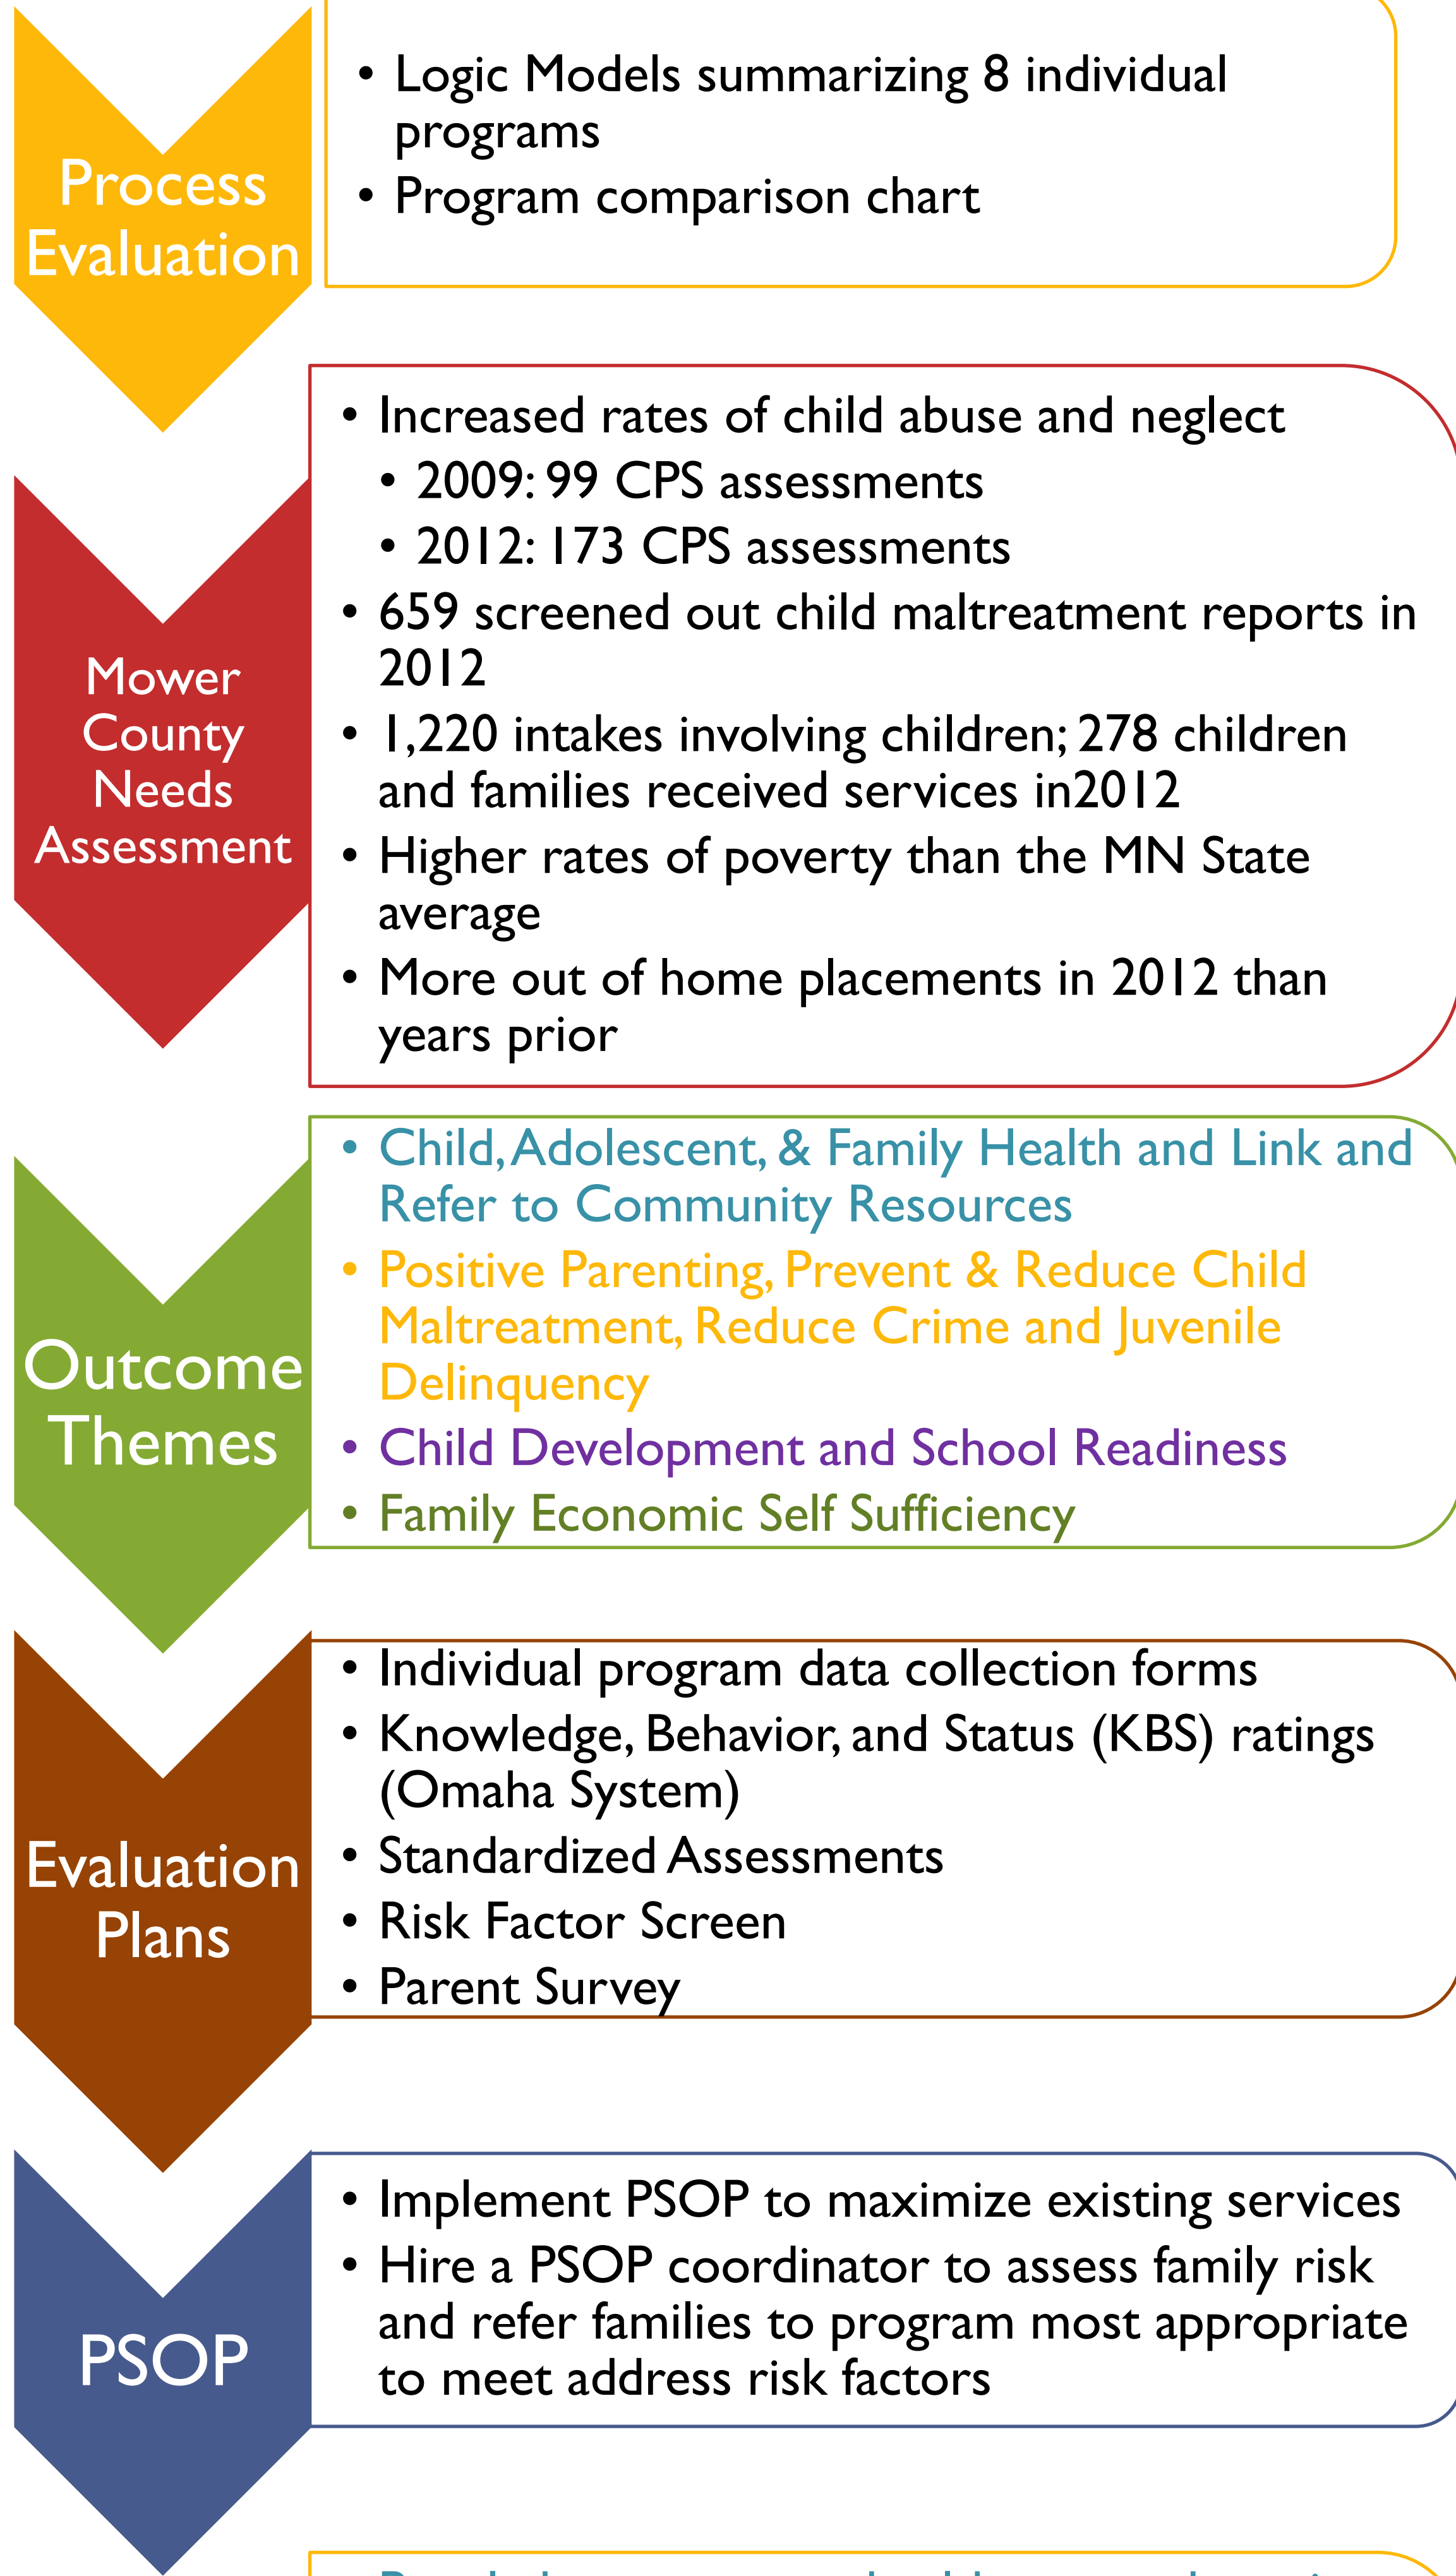 Process
Evaluation
• Logic Models summarizing 8 individual
programs
• Program comparison chart
Mower
County
Needs
Assessment
• Increased rates of child abuse and neglect
• 2009: 99 CPS assessments
• 2012: 173 CPS assessments
• 659 screened out child maltreatment reports in
2012
• 1,220 intakes involving children; 278 children
and families received services in2012
• Higher rates of poverty than the MN State
average
• More out of home placements in 2012 than
years prior
Outcome
Themes
• Child, Adolescent, & Family Health and Link and
Refer to Community Resources
• Positive Parenting, Prevent & Reduce Child
Maltreatment, Reduce Crime and Juvenile
Delinquency
• Child Development and School Readiness
• Family Economic Self Sufficiency
Evaluation
Plans
• Individual program data collection forms
• Knowledge, Behavior, and Status (KBS) ratings
(Omaha System)
• Standardized Assessments
• Risk Factor Screen
• Parent Survey
PSOP
• Implement PSOP to maximize existing services
• Hire a PSOP coordinator to assess family risk
and refer families to program most appropriate
to meet address risk factors